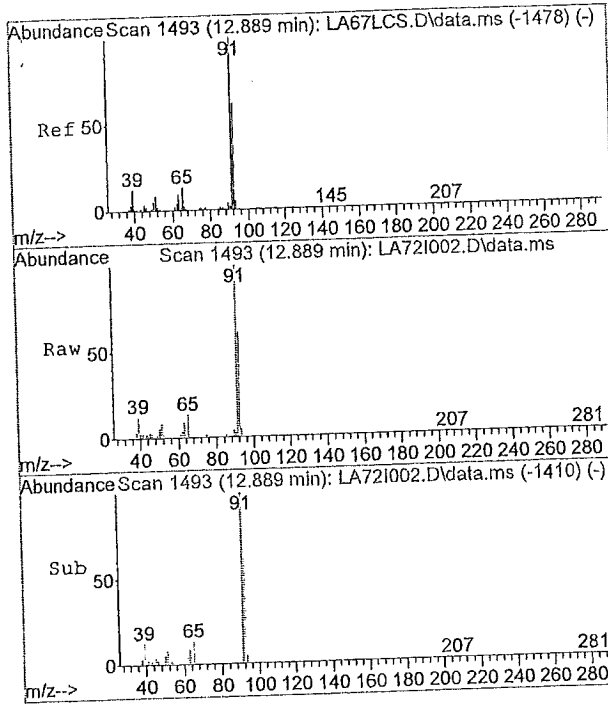 Abundance Scan 1493 (12.889 min): LA67LCS.D\data.ms (-1478) (-)
91
Ref 50
39 65 145 207
0
m/z--> 40 60 80 100 120 140 160 180 200 220 240 260 280
Abundance Scan 1493 (12.889 min): LA72I002.D\data.ms
91
Raw 50
39 65 207 281
0
m/z--> 40 60 80 100 120 140 160 180 200 220 240 260 280
Abundance Scan 1493 (12.889 min): LA72I002.D\data.ms (-1410) (-)
91
Sub 50
39 65 207 281
0
m/z--> 40 60 80 100 120 140 160 180 200 220 240 260 280